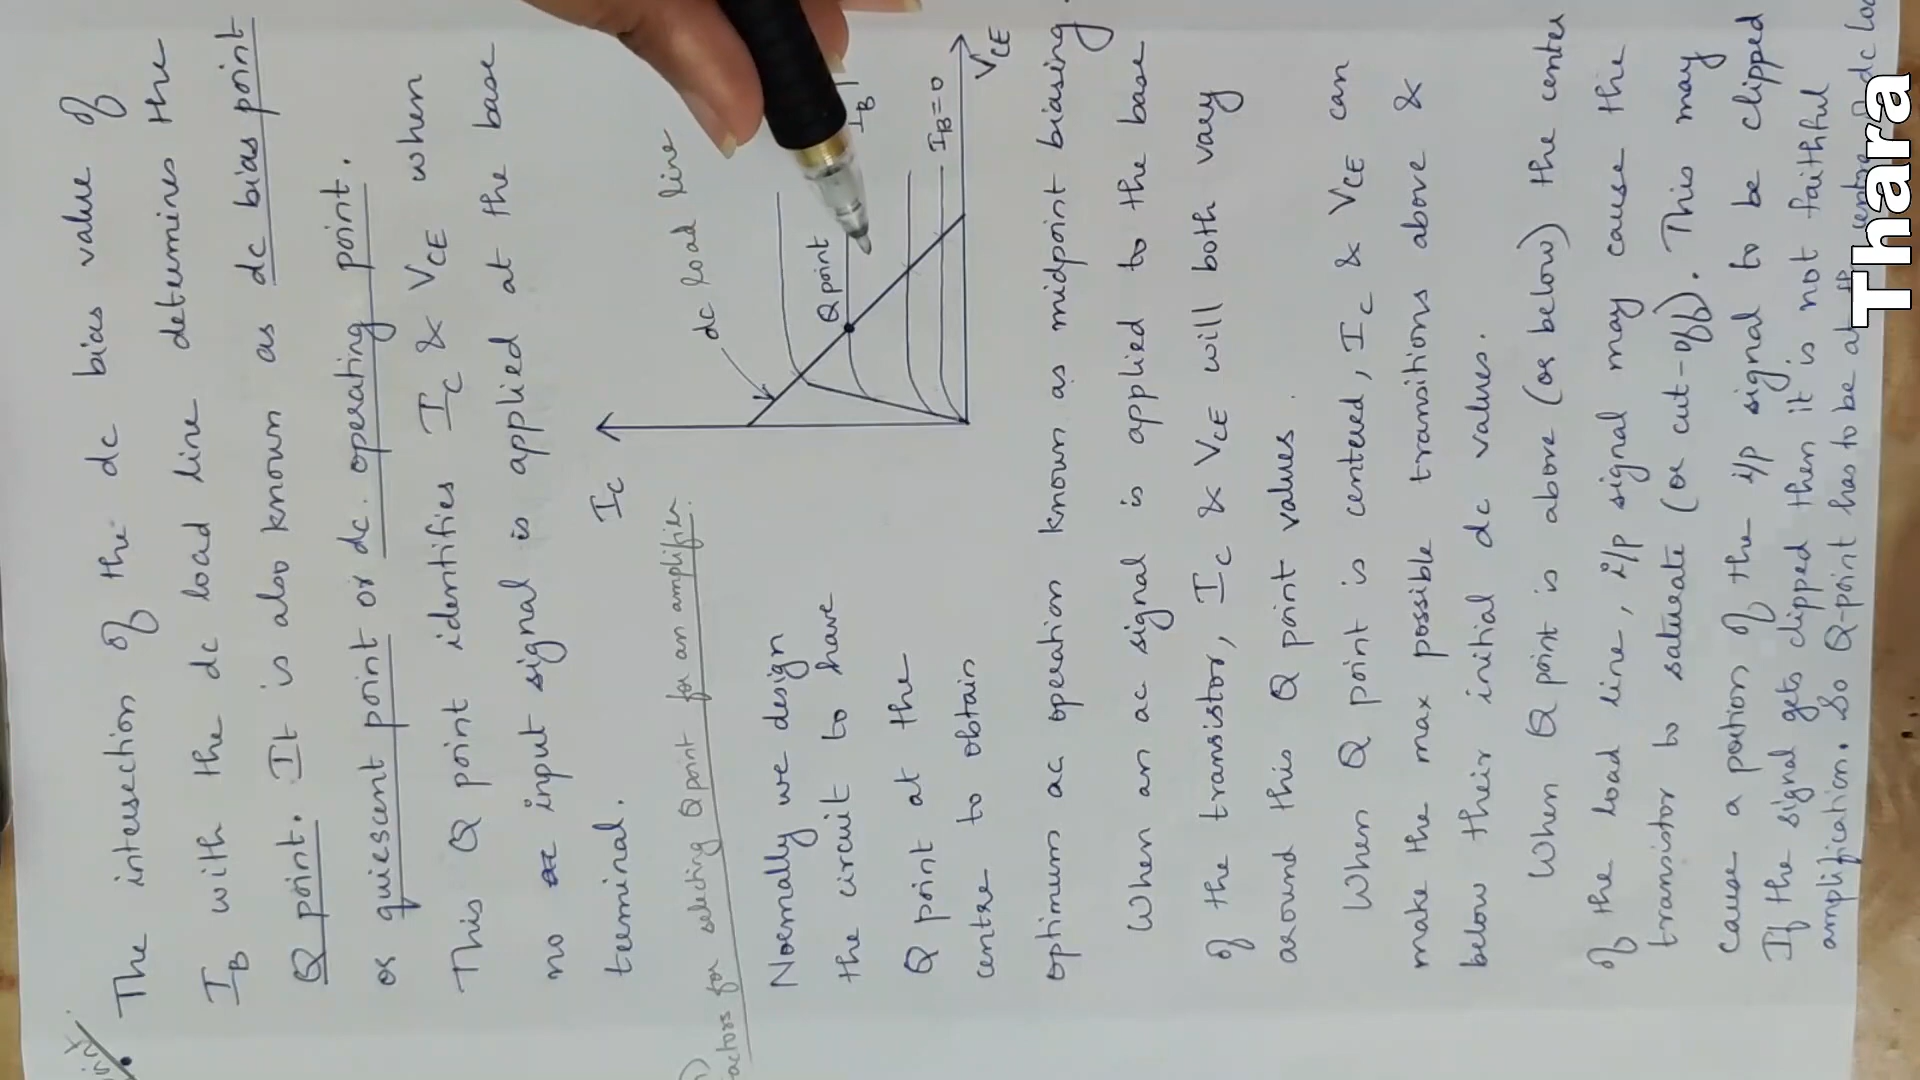 The intersection of the dc bias value of
IB with the dc load line determines the
Q point. It is also known as dc bias point
or quiescent point or dc operating point.
This Q point identifies IC & VCE when
no input signal is applied at the base
terminal.
factors for selecting Q point for an amplifier.
Normally we design
the circuit to have
Q point at the
centre to obtain
IC
dc load line
Q point
IB
IB=0
VCE
optimum ac operation known as midpoint biasing.
When an ac signal is applied to the base
of the transistor, IC & VCE will both vary
around this Q point values.
When Q point is centered, IC & VCE can
make the max possible transitions above &
below their initial dc values.
When Q point is above (or below) the center
of the load line, i/p signal may cause the
transistor to saturate (or cut-off). This may
cause a portion of the i/p signal to be clipped
If the signal gets clipped then it is not faithful
amplification. So Q-point has to be at dc
Thara